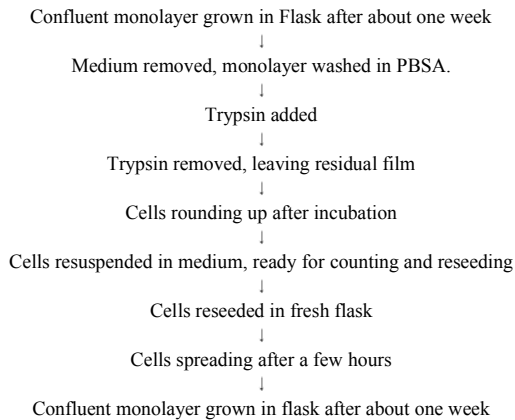 Confluent monolayer grown in Flask after about one week
↓
Medium removed, monolayer washed in PBSA.
↓
Trypsin added
↓
Trypsin removed, leaving residual film
↓
Cells rounding up after incubation
↓
Cells resuspended in medium, ready for counting and reseeding
↓
Cells reseeded in fresh flask
↓
Cells spreading after a few hours
↓
Confluent monolayer grown in flask after about one week